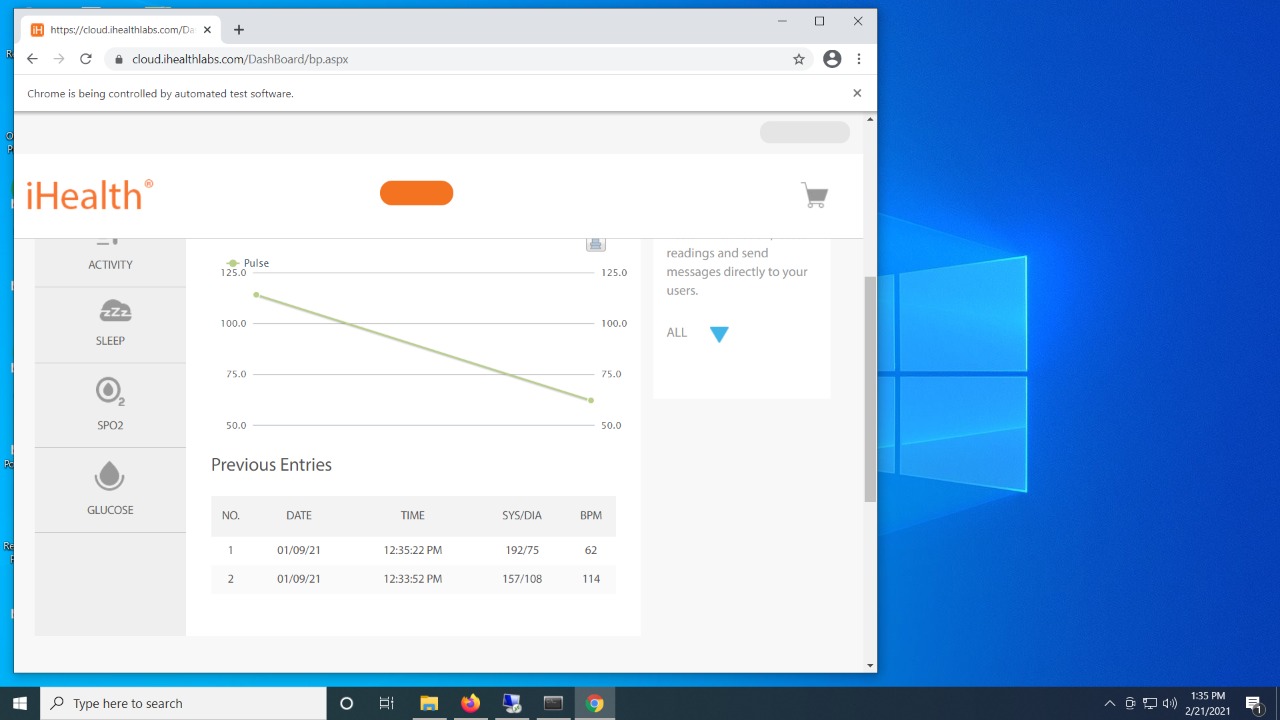 https://cloud.ihealthlabs.com/Da
cloud.ihealthlabs.com/DashBoard/bp.aspx
Chrome is being controlled by automated test software.
iHealth®
ACTIVITY
SLEEP
SPO2
GLUCOSE
Pulse
125.0 125.0
100.0 100.0
75.0 75.0
50.0 50.0
Previous Entries
NO. DATE TIME SYS/DIA BPM
1 01/09/21 12:35:22 PM 192/75 62
2 01/09/21 12:33:52 PM 157/108 114
readings and send
messages directly to your
users.
ALL
Type here to search
1:35 PM
2/21/2021
1